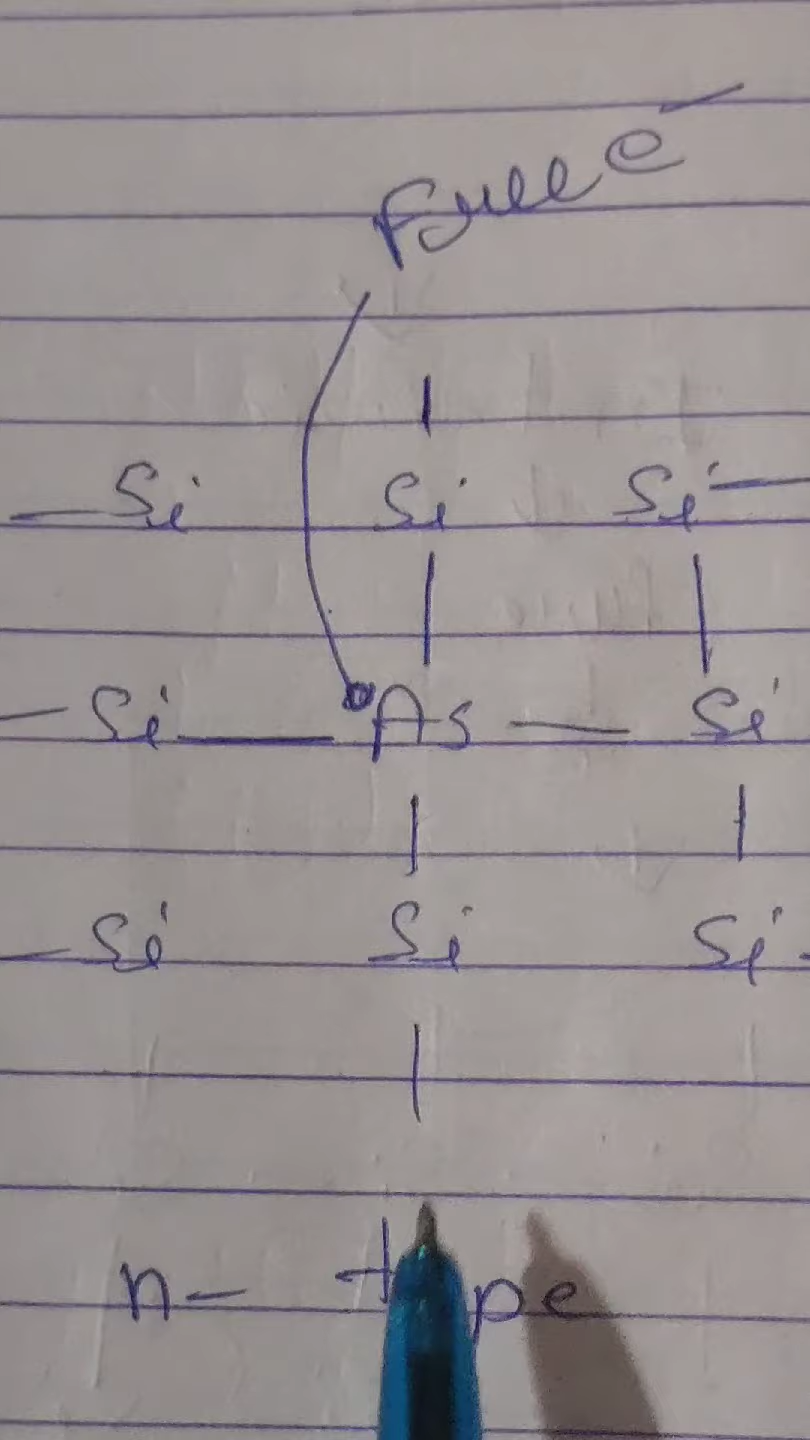 Free e⁻
— Si Si Si —
— Si — As — Si
— Si Si Si -
n- type